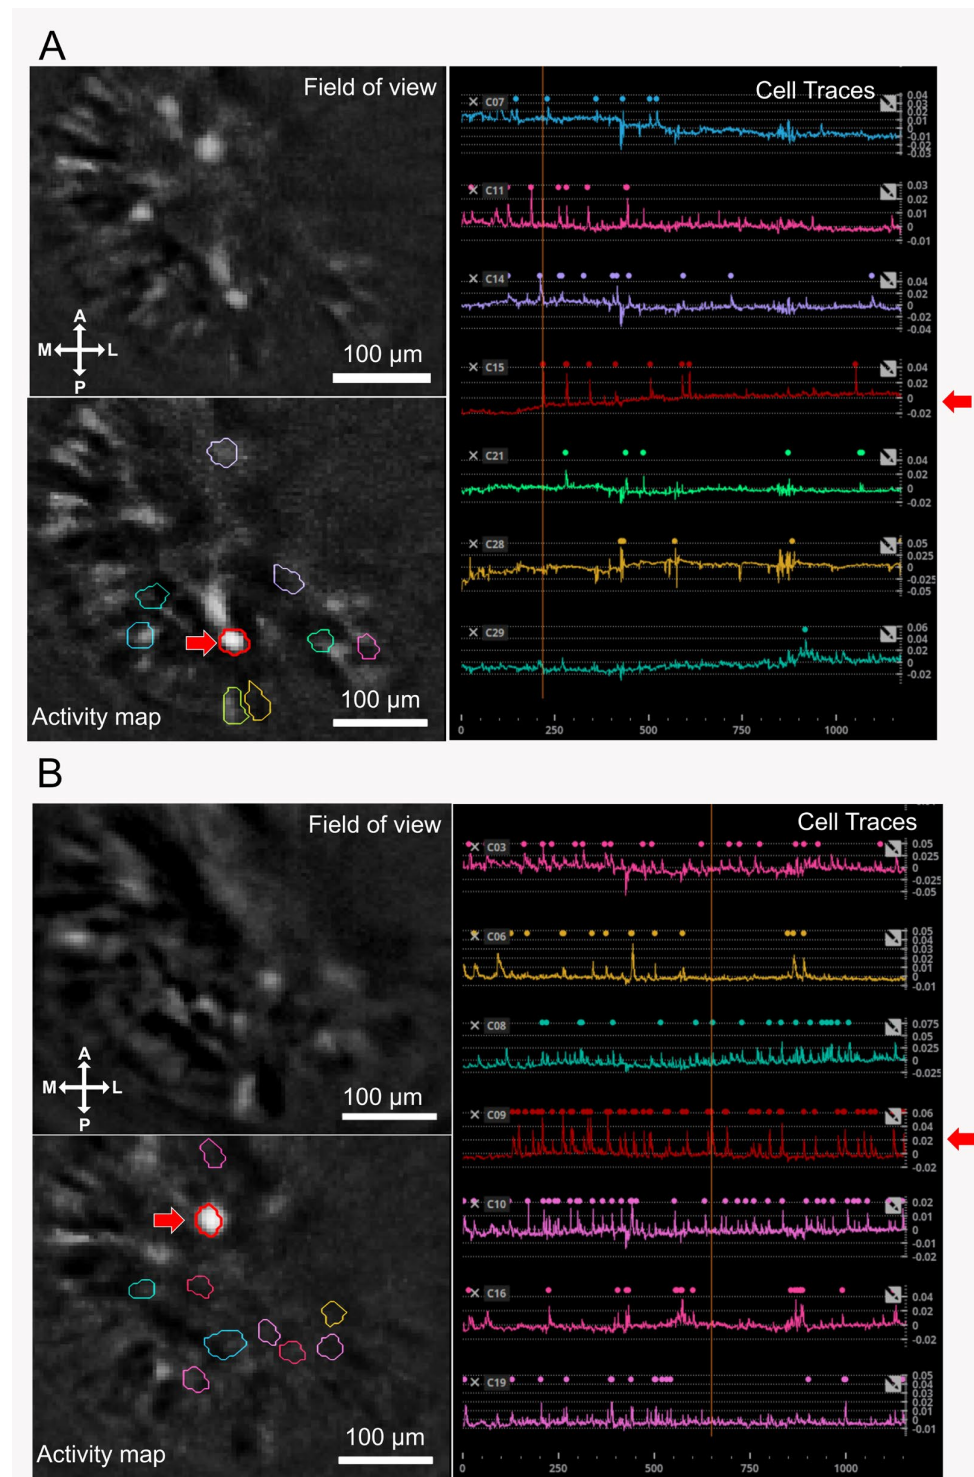 A
Field of view
A
M L
P
100 µm
Activity map
100 µm
Cell Traces
C07
0.04
0.03
0.02
0.01
0
-0.01
-0.02
-0.03
C11
0.03
0.02
0.01
0
-0.01
C14
0.04
0.02
0
-0.02
-0.04
C15
0.04
0.02
0
-0.02
C21
0.04
0.02
0
-0.02
C28
0.05
0.025
0
-0.025
-0.05
C29
0.06
0.04
0.02
0
-0.02
0 250 500 750 1000
B
Field of view
A
M L
P
100 µm
Activity map
100 µm
Cell Traces
C03
0.05
0.025
0
-0.025
-0.05
C06
0.05
0.04
0.03
0.02
0.01
0
-0.01
C08
0.075
0.05
0.025
0
-0.025
C09
0.06
0.04
0.02
0
-0.02
C10
0.02
0.01
0
-0.01
-0.02
C16
0.04
0.02
0
-0.02
C19
0.05
0.04
0.03
0.02
0.01
0
-0.01
0 250 500 750 1000